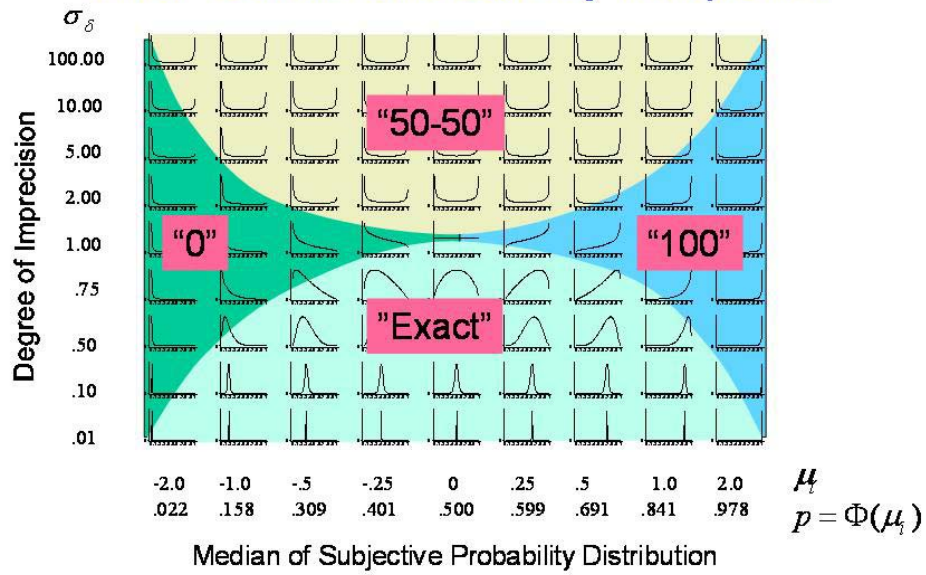 σδ
100.00
10.00
5.00
2.00
1.00
.75
.50
.10
.01
Degree of Imprecision
“50-50”
“0”
“100”
”Exact”
-2.0 -1.0 -.5 -.25 0 .25 .5 1.0 2.0 μi
.022 .158 .309 .401 .500 .599 .691 .841 .978 p = Φ(μi)
Median of Subjective Probability Distribution